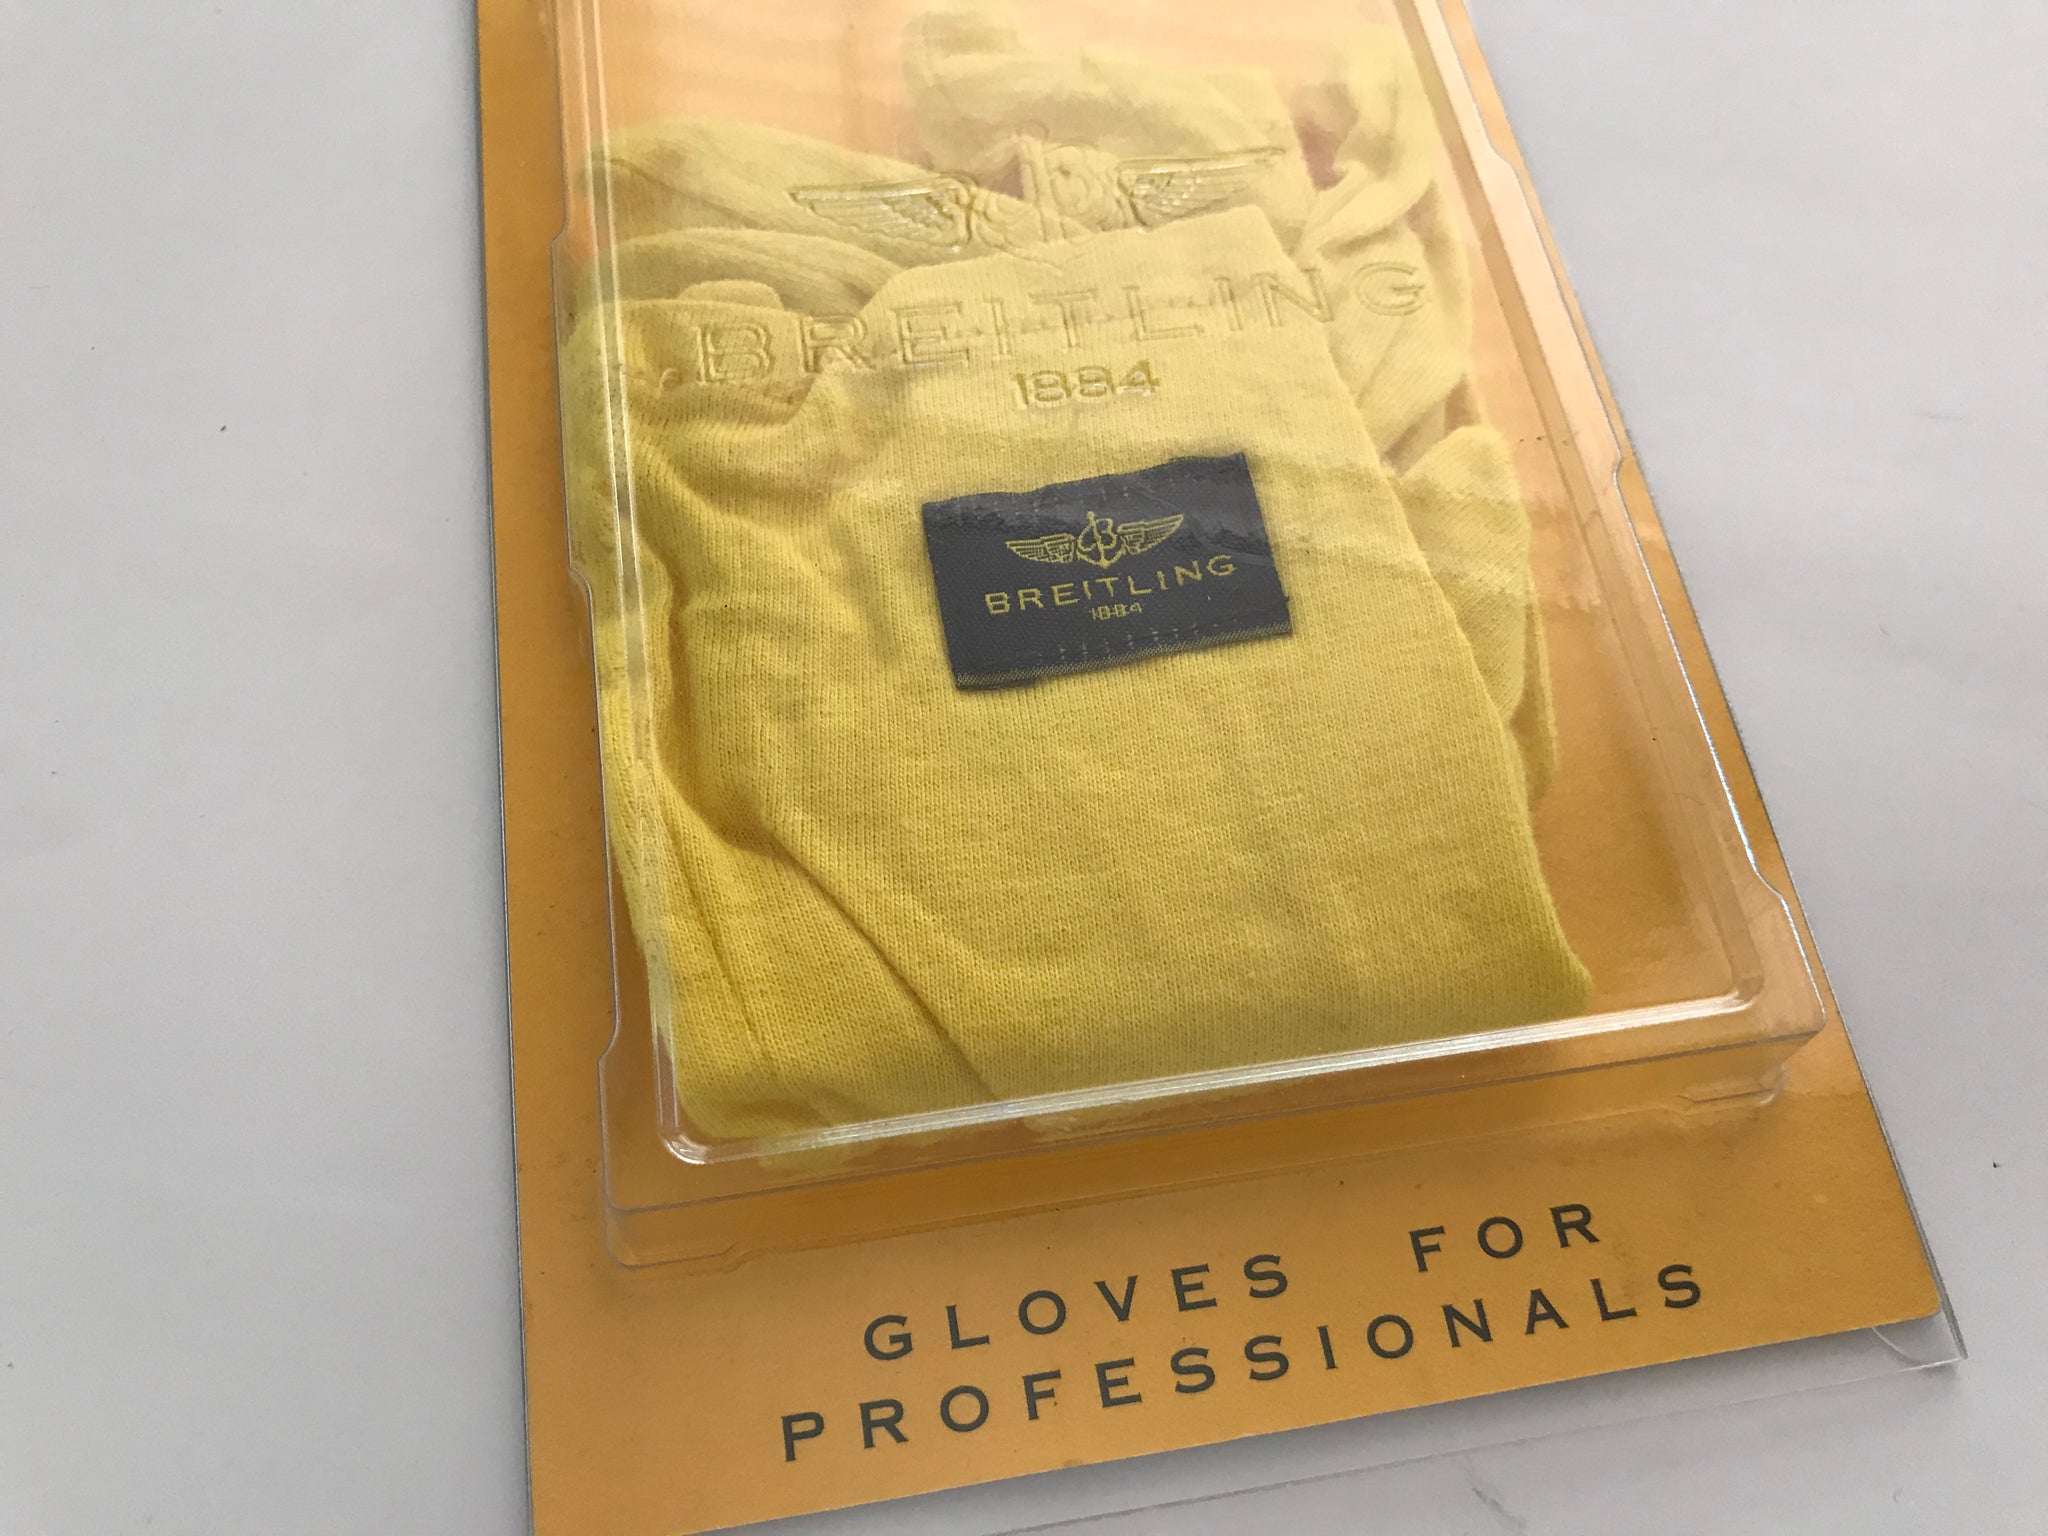 BREITLING
1884
BREITLING
1884
GLOVES FOR
PROFESSIONALS